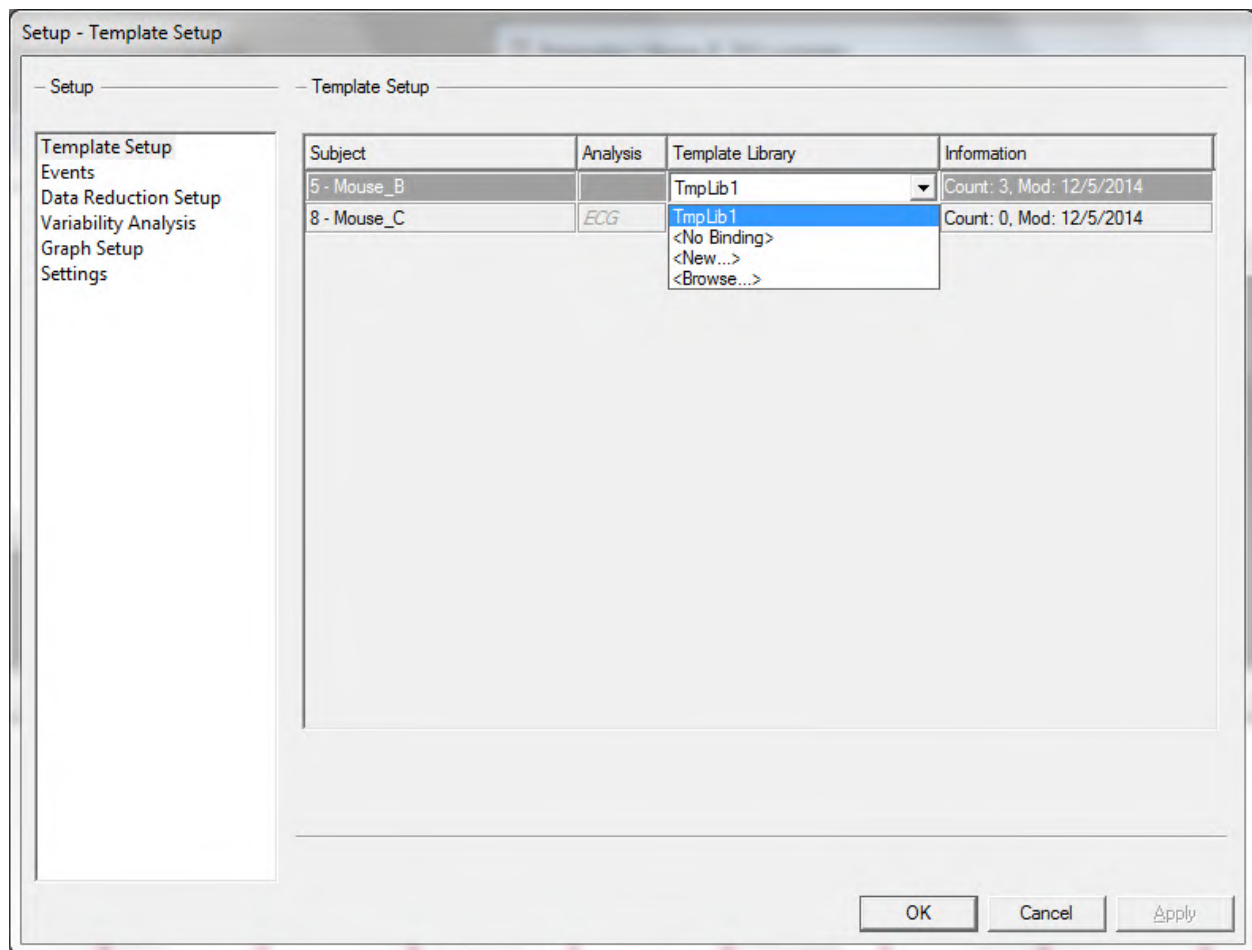 Setup - Template Setup
Setup
Template Setup
Template Setup
Events
Data Reduction Setup
Variability Analysis
Graph Setup
Settings
Subject Analysis Template Library Information
5 - Mouse_B TmpLib1 Count: 3, Mod: 12/5/2014
8 - Mouse_C ECG Count: 0, Mod: 12/5/2014
TmpLib1
<No Binding>
<New...>
<Browse...>
OK Cancel Apply